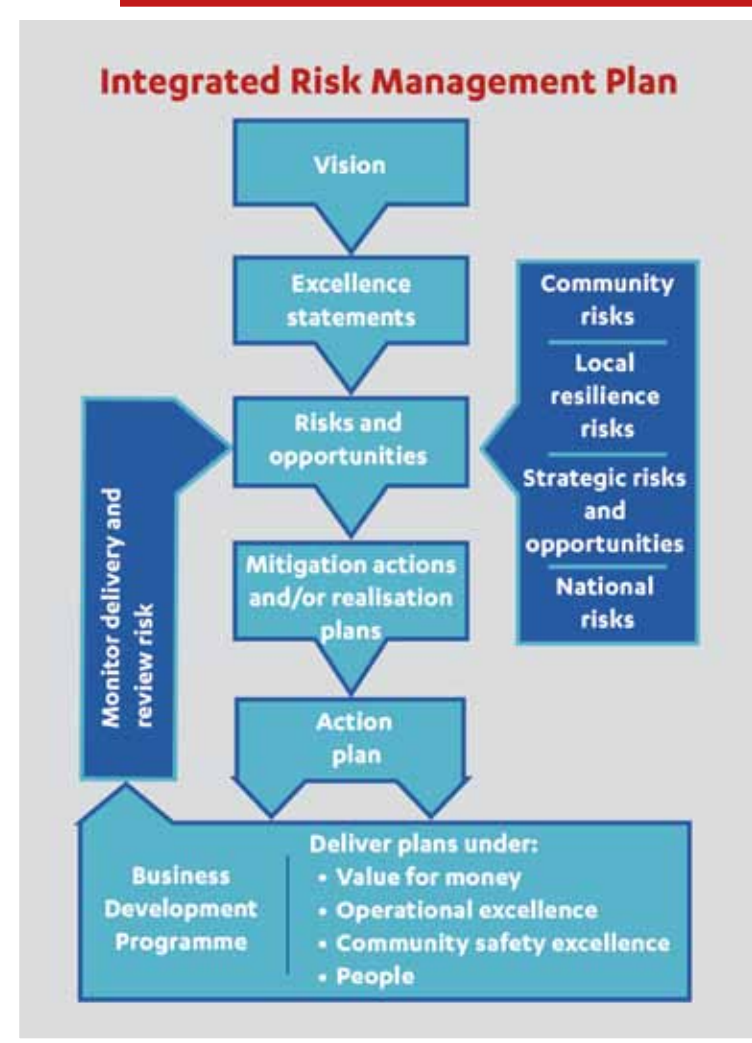 Integrated Risk Management Plan
Vision
Excellence
statements
Risks and
opportunities
Mitigation actions
and/or realisation
plans
Action
plan
Community
risks
Local
resilience
risks
Strategic risks
and
opportunities
National
risks
Monitor delivery and
review risk
Business
Development
Programme
Deliver plans under:
• Value for money
• Operational excellence
• Community safety excellence
• People